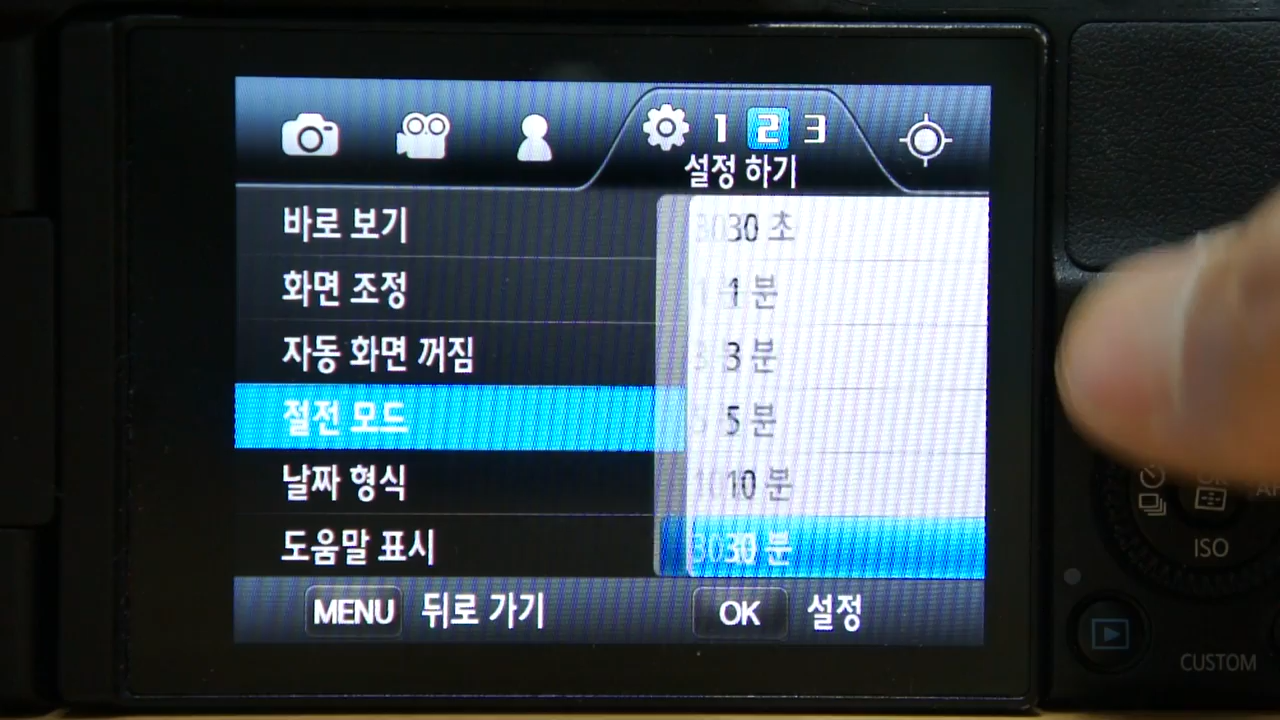 1 2 3
설정 하기
바로 보기
30 초
화면 조정
1 분
자동 화면 꺼짐
3 분
절전 모드
5 분
날짜 형식
10 분
도움말 표시
30 분
MENU 뒤로 가기
OK 설정
ISO
CUSTOM